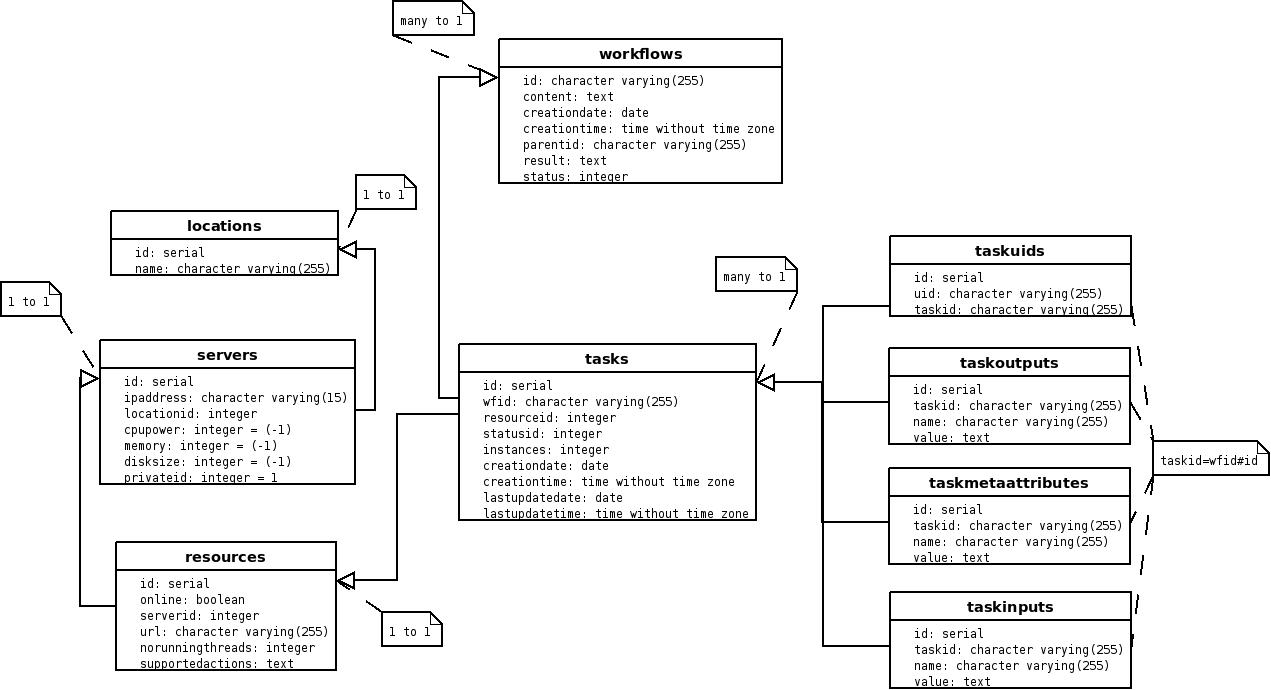 many to 1
workflows
id: character varying(255)
content: text
creationdate: date
creationtime: time without time zone
parentid: character varying(255)
result: text
status: integer
1 to 1
locations
id: serial
name: character varying(255)
1 to 1
servers
id: serial
ipaddress: character varying(15)
locationid: integer
cpupower: integer = (-1)
memory: integer = (-1)
disksize: integer = (-1)
privateid: integer = 1
resources
id: serial
online: boolean
serverid: integer
url: character varying(255)
norunningthreads: integer
supportedactions: text
1 to 1
many to 1
tasks
id: serial
wfid: character varying(255)
resourceid: integer
statusid: integer
instances: integer
creationdate: date
creationtime: time without time zone
lastupdatedate: date
lastupdatetime: time without time zone
taskuids
id: serial
uid: character varying(255)
taskid: character varying(255)
taskoutputs
id: serial
taskid: character varying(255)
name: character varying(255)
value: text
taskid=wfid#id
taskmetaattributes
id: serial
taskid: character varying(255)
name: character varying(255)
value: text
taskinputs
id: serial
taskid: character varying(255)
name: character varying(255)
value: text